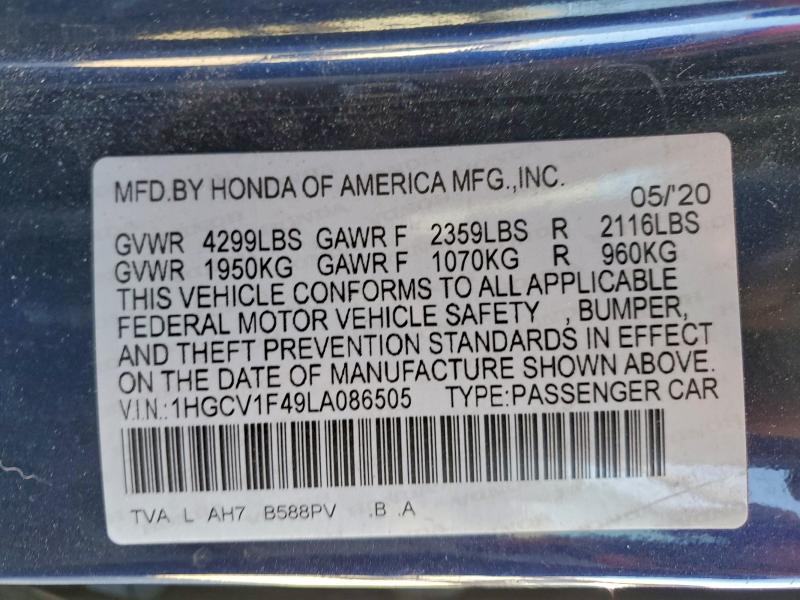 MFD.BY HONDA OF AMERICA MFG.,INC. 05/'20
GVWR 4299LBS GAWR F 2359LBS R 2116LBS
GVWR 1950KG GAWR F 1070KG R 960KG
THIS VEHICLE CONFORMS TO ALL APPLICABLE
FEDERAL MOTOR VEHICLE SAFETY , BUMPER,
AND THEFT PREVENTION STANDARDS IN EFFECT
ON THE DATE OF MANUFACTURE SHOWN ABOVE.
V.I.N.:1HGCV1F49LA086505 TYPE:PASSENGER CAR
TVA L AH7 B588PV .B .A